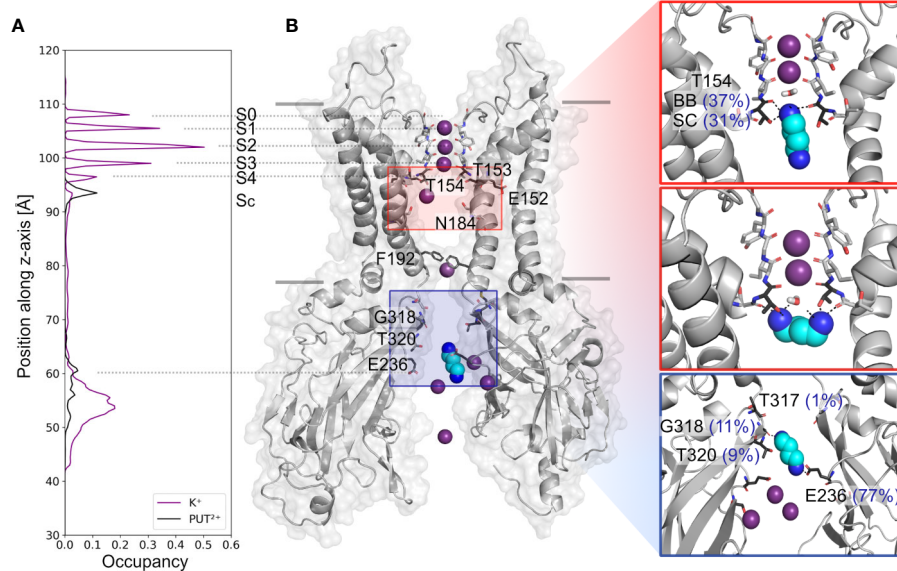 A
B
Position along z-axis [Å]
120
110
100
90
80
70
60
50
40
30
0.0 0.1 0.2 0.3 0.4 0.5 0.6
Occupancy
K⁺
PUT²⁺
S0
S1
S2
S3
S4
Sc
T153
T154
E152
N184
F192
G318
T320
E236
T154
BB (37%)
SC (31%)
T317 (1%)
G318 (11%)
T320 (9%)
E236 (77%)